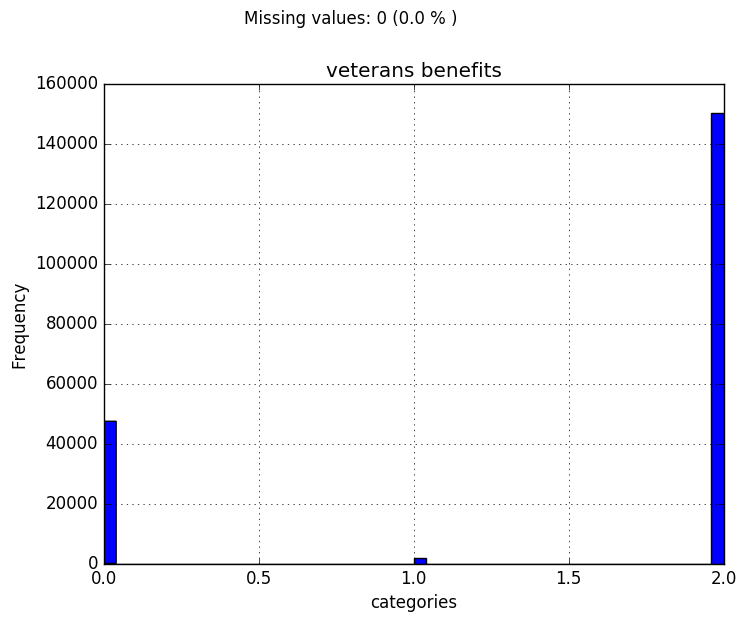 Missing values: 0 (0.0 % )
veterans benefits
160000
140000
120000
100000
80000
60000
40000
20000
0
Frequency
0.0 0.5 1.0 1.5 2.0
categories